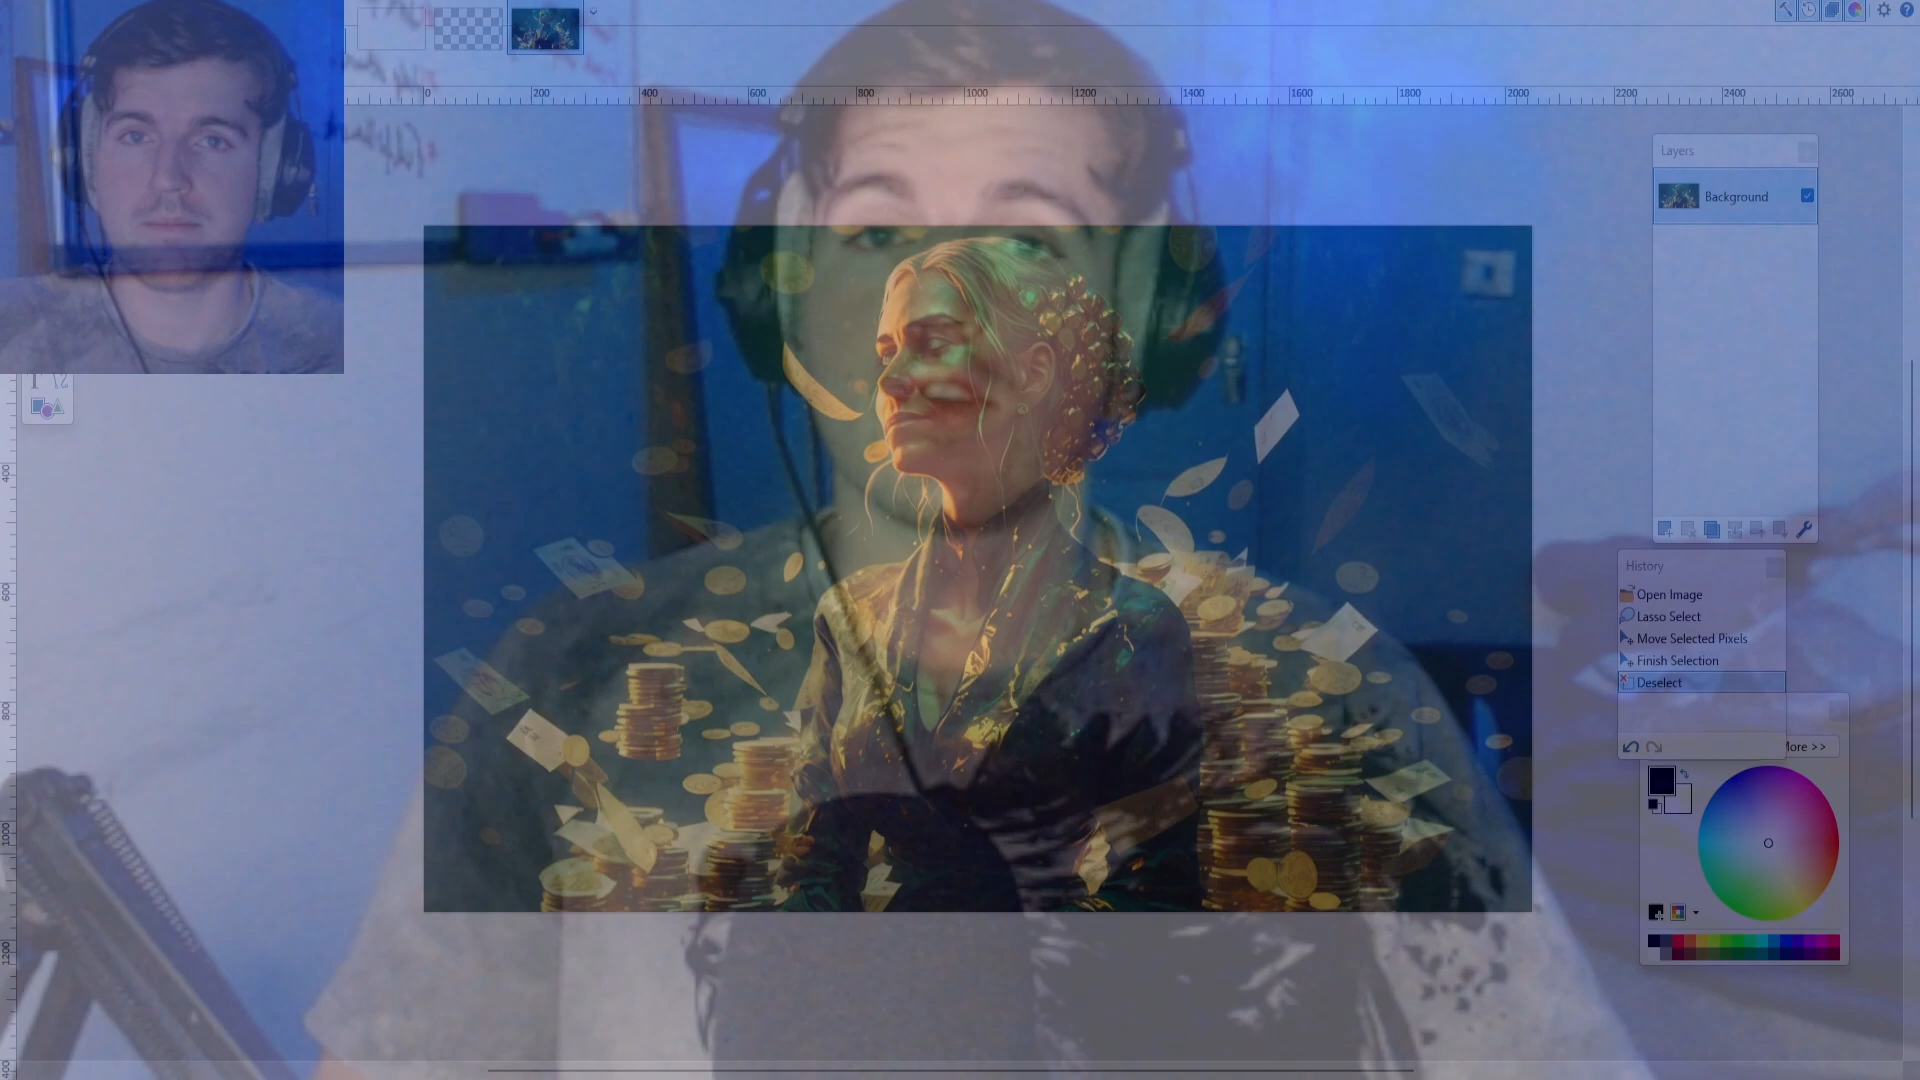 0 200 400 600 800 1000 1200 1400 1600 1800 2000 2200 2400 2600
Layers
Background
400
600
800
1000
1200
History
Open Image
Lasso Select
Move Selected Pixels
Finish Selection
Deselect
More >>